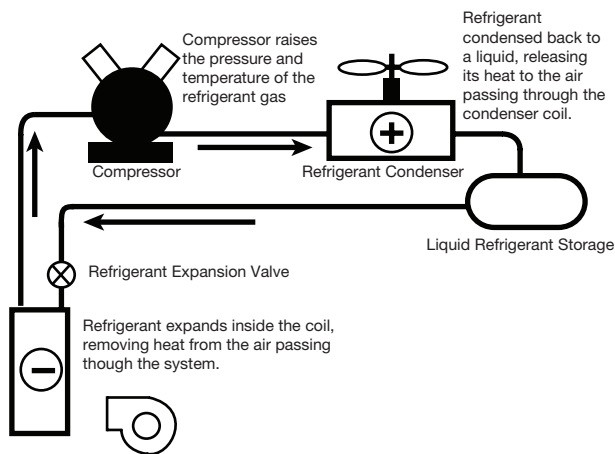 Refrigerant
condensed back to
a liquid, releasing
its heat to the air
passing through the
condenser coil.
Compressor raises
the pressure and
temperature of the
refrigerant gas
Compressor
Refrigerant Condenser
Liquid Refrigerant Storage
Refrigerant Expansion Valve
Refrigerant expands inside the coil,
removing heat from the air passing
though the system.